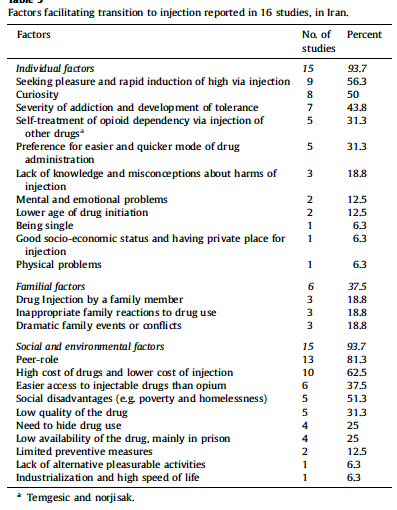 Factors facilitating transition to injection reported in 16 studies, in Iran.
Factors No. of studies Percent
Individual factors 15 93.7
Seeking pleasure and rapid induction of high via injection 9 56.3
Curiosity 8 50
Severity of addiction and development of tolerance 7 43.8
Self-treatment of opioid dependency via injection of 5 31.3
other drugsa
Preference for easier and quicker mode of drug 5 31.3
administration
Lack of knowledge and misconceptions about harms of 3 18.8
injection
Mental and emotional problems 2 12.5
Lower age of drug initiation 2 12.5
Being single 1 6.3
Good socio-economic status and having private place for 1 6.3
injection
Physical problems 1 6.3
Familial factors 6 37.5
Drug Injection by a family member 3 18.8
Inappropriate family reactions to drug use 3 18.8
Dramatic family events or conflicts 3 18.8
Social and environmental factors 15 93.7
Peer-role 13 81.3
High cost of drugs and lower cost of injection 10 62.5
Easier access to injectable drugs than opium 6 37.5
Social disadvantages (e.g. poverty and homelessness) 5 51.3
Low quality of the drug 5 31.3
Need to hide drug use 4 25
Low availability of the drug, mainly in prison 4 25
Limited preventive measures 2 12.5
Lack of alternative pleasurable activities 1 6.3
Industrialization and high speed of life 1 6.3
a Temgesic and norjisak.